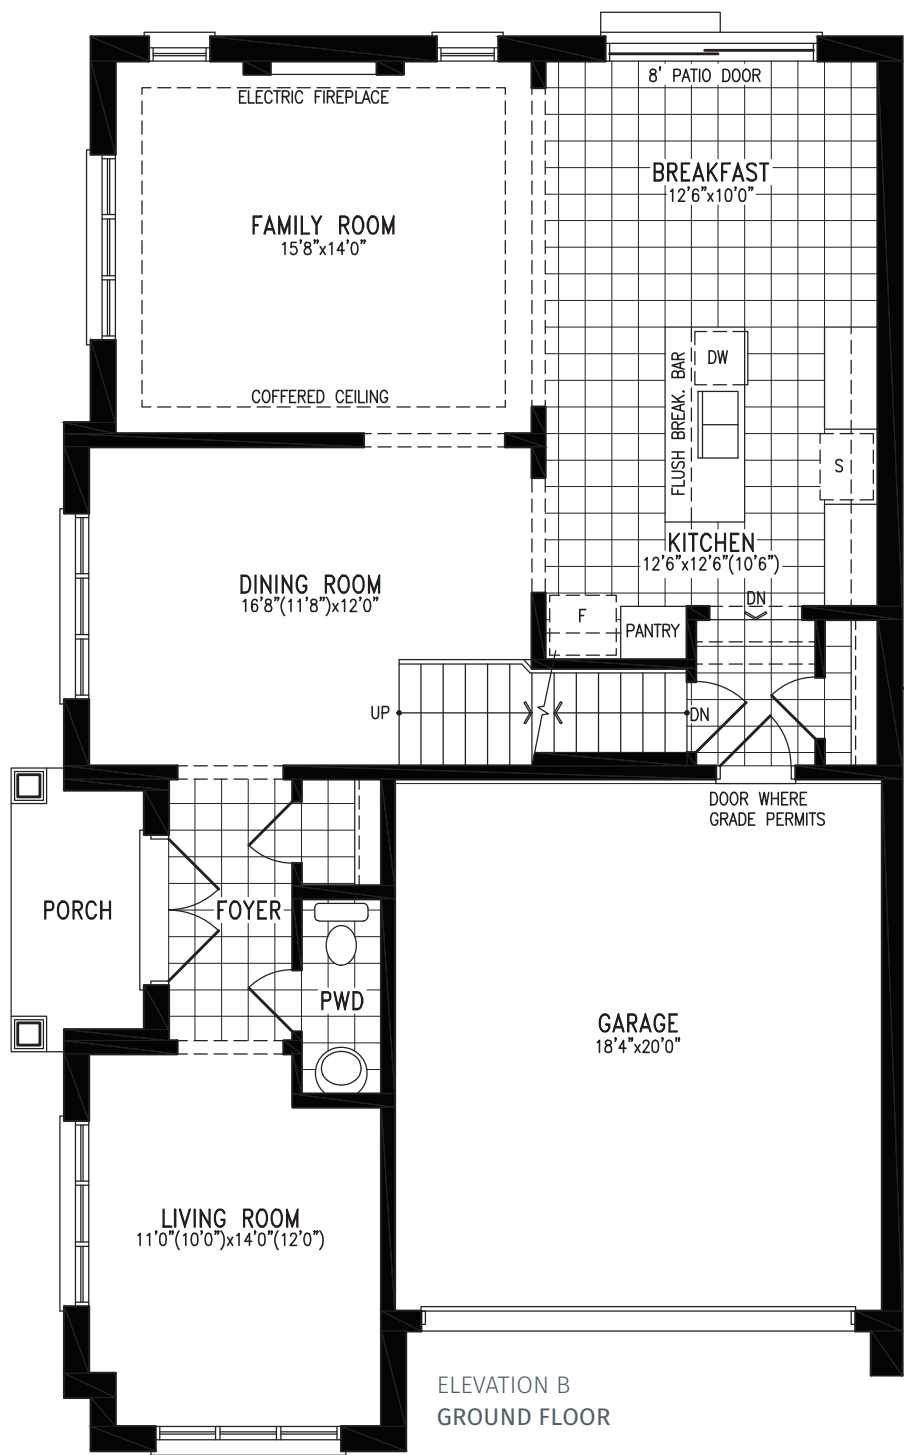 8' PATIO DOOR
ELECTRIC FIREPLACE
BREAKFAST
12'6"x10'0"
FAMILY ROOM
15'8"x14'0"
DW
FLUSH BREAK. BAR
COFFERED CEILING
S
KITCHEN
12'6"x12'6"(10'6")
DINING ROOM
16'8"(11'8")x12'0"
DN
F
PANTRY
UP
DN
DOOR WHERE
GRADE PERMITS
PORCH
FOYER
PWD
GARAGE
18'4"x20'0"
LIVING ROOM
11'0"(10'0")x14'0"(12'0")
ELEVATION B
GROUND FLOOR